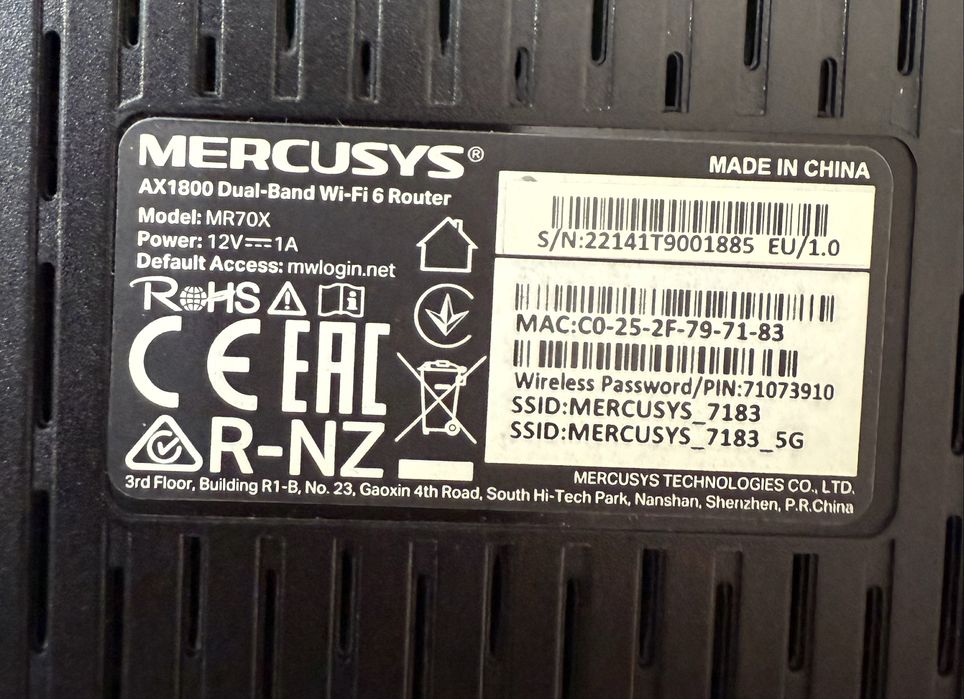 MERCUSYS®
MADE IN CHINA
AX1800 Dual-Band Wi-Fi 6 Router
Model: MR70X
Power: 12V⎓1A
Default Access: mwlogin.net
S/N:22141T9001885 EU/1.0
RoHS
MAC:C0-25-2F-79-71-83
CE EAC
Wireless Password/PIN:71073910
SSID:MERCUSYS_7183
SSID:MERCUSYS_7183_5G
R-NZ
MERCUSYS TECHNOLOGIES CO., LTD.
3rd Floor, Building R1-B, No. 23, Gaoxin 4th Road, South Hi-Tech Park, Nanshan, Shenzhen, P.R.China